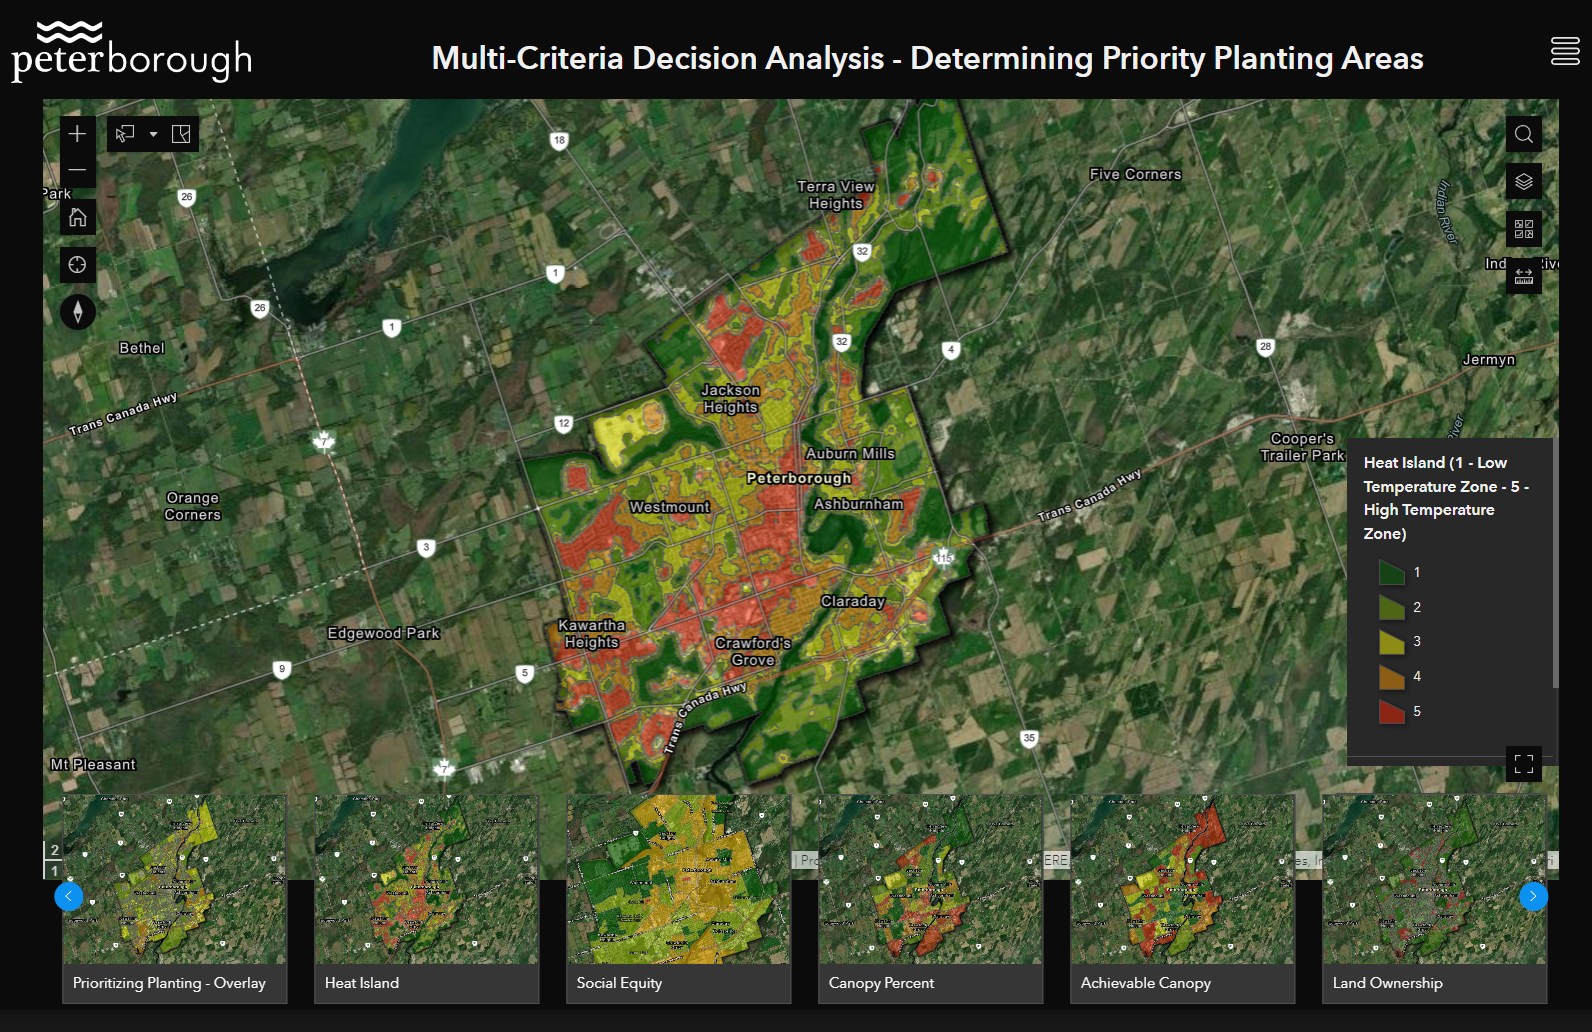 peterborough
Multi-Criteria Decision Analysis - Determining Priority Planting Areas
18
Five Corners
Terra View
Heights
Park
26
Indian River
32
1
26
1
32
4
28
Bethel
Jermyn
Trans Canada Hwy
Jackson
Heights
12
7
Cooper's
Trailer Park
Auburn Mills
Peterborough
Heat Island (1 - Low
Temperature Zone - 5 -
High Temperature
Zone)
1
2
3
4
5
Trans Canada Hwy
Orange
Corners
Westmount
Ashburnham
3
115
Claraday
Edgewood Park
Kawartha
Heights
Crawford's
Grove
9
5
Trans Canada Hwy
35
Mt Pleasant
7
2
1
Prioritizing Planting - Overlay
Heat Island
Social Equity
Canopy Percent
Achievable Canopy
Land Ownership